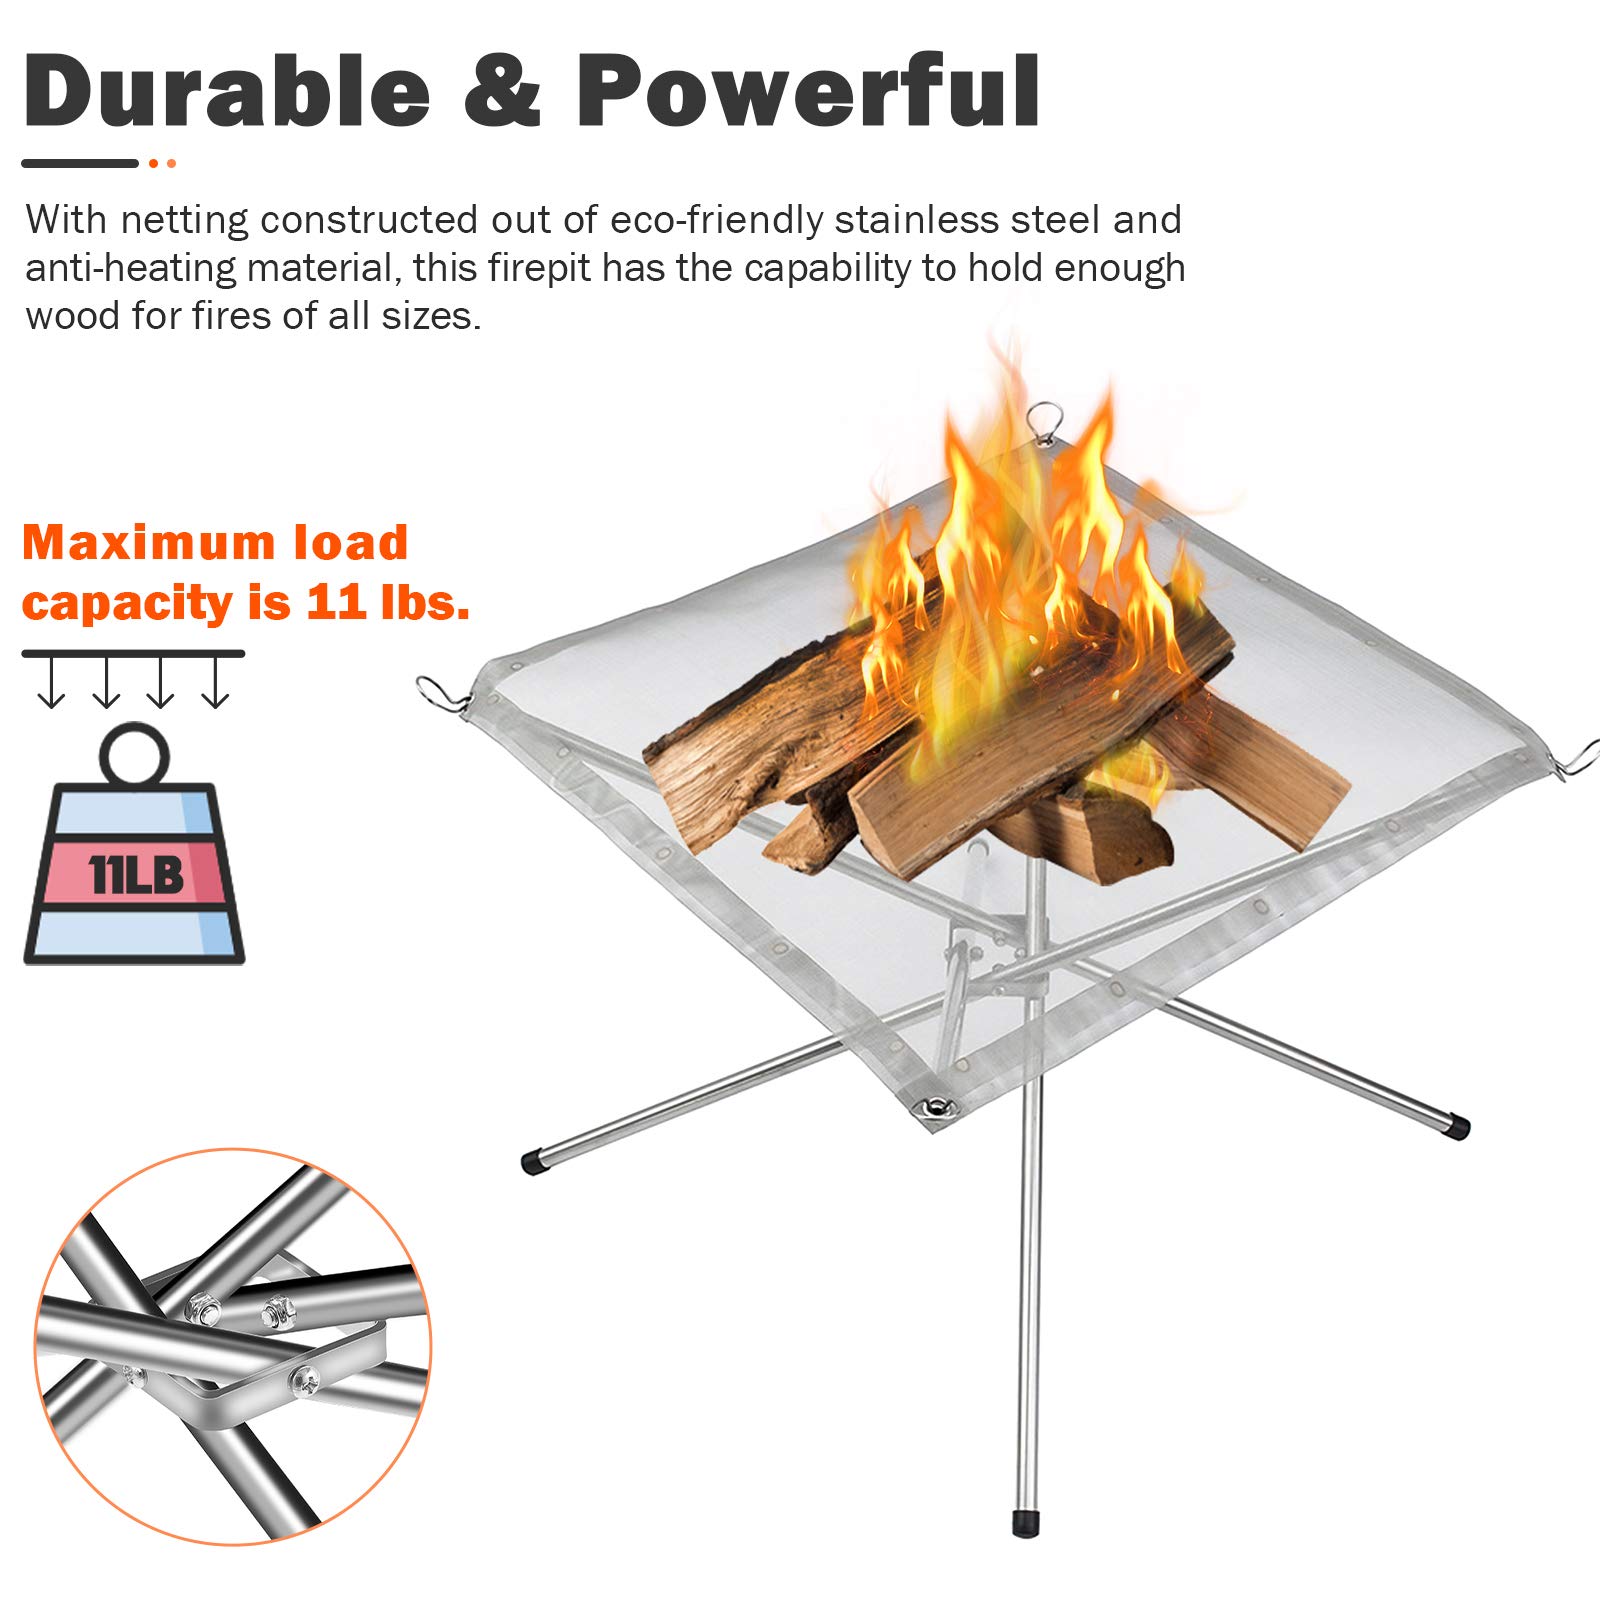 Durable & Powerful
With netting constructed out of eco-friendly stainless steel and
anti-heating material, this firepit has the capability to hold enough
wood for fires of all sizes.
Maximum load
capacity is 11 lbs.
11LB